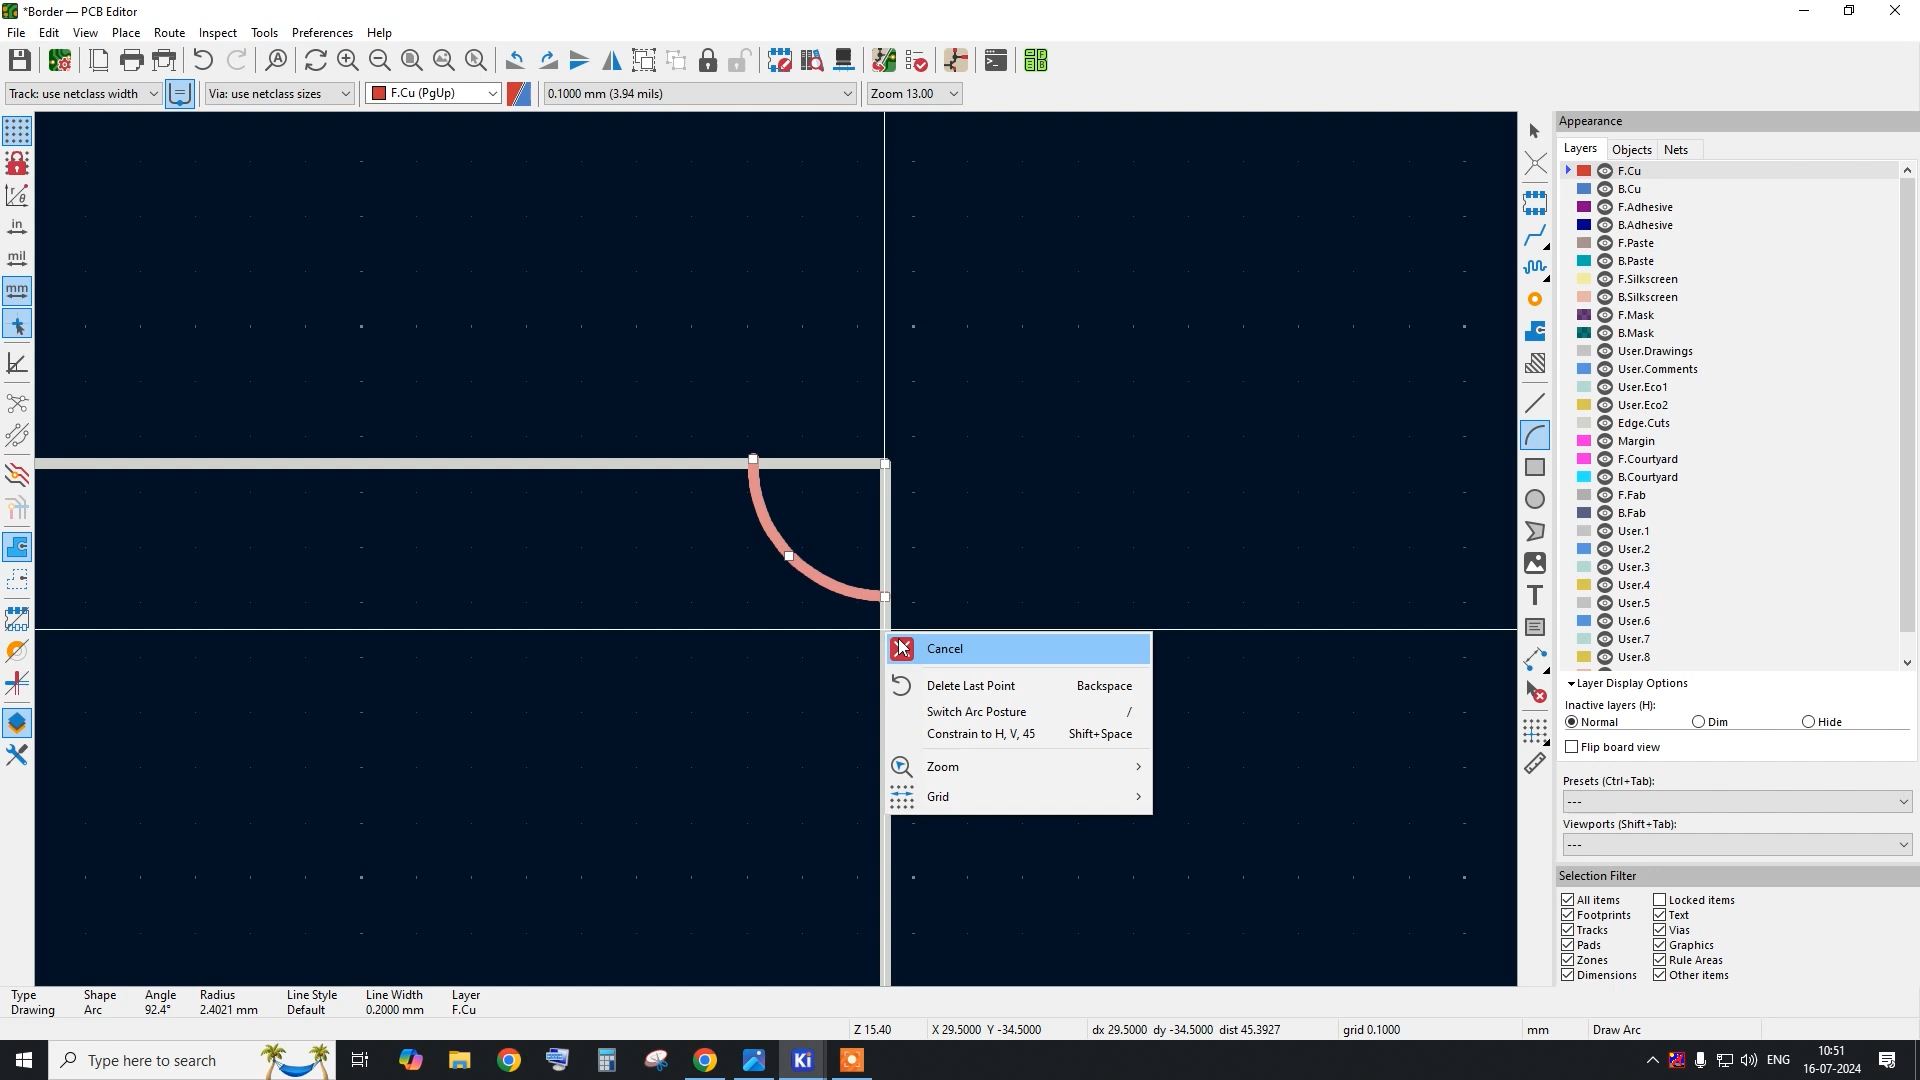 *Border — PCB Editor
File Edit View Place Route Inspect Tools Preferences Help
Track: use netclass width Via: use netclass sizes F.Cu (PgUp) 0.1000 mm (3.94 mils) Zoom 13.00
in
mil
mm
Appearance
Layers Objects Nets
F.Cu
B.Cu
F.Adhesive
B.Adhesive
F.Paste
B.Paste
F.Silkscreen
B.Silkscreen
F.Mask
B.Mask
User.Drawings
User.Comments
User.Eco1
User.Eco2
Edge.Cuts
Margin
F.Courtyard
B.Courtyard
F.Fab
B.Fab
User.1
User.2
User.3
User.4
User.5
User.6
User.7
User.8
Layer Display Options
Inactive layers (H):
Normal Dim Hide
Flip board view
Presets (Ctrl+Tab):
---
Viewports (Shift+Tab):
---
Selection Filter
All items Locked items
Footprints Text
Tracks Vias
Pads Graphics
Zones Rule Areas
Dimensions Other items
Cancel
Delete Last Point Backspace
Switch Arc Posture /
Constrain to H, V, 45 Shift+Space
Zoom
Grid
Type Shape Angle Radius Line Style Line Width Layer
Drawing Arc 92.4° 2.4021 mm Default 0.2000 mm F.Cu
Z 15.40 X 29.5000 Y -34.5000 dx 29.5000 dy -34.5000 dist 45.3927 grid 0.1000 mm Draw Arc
Type here to search
Ki
ENG
10:51
16-07-2024